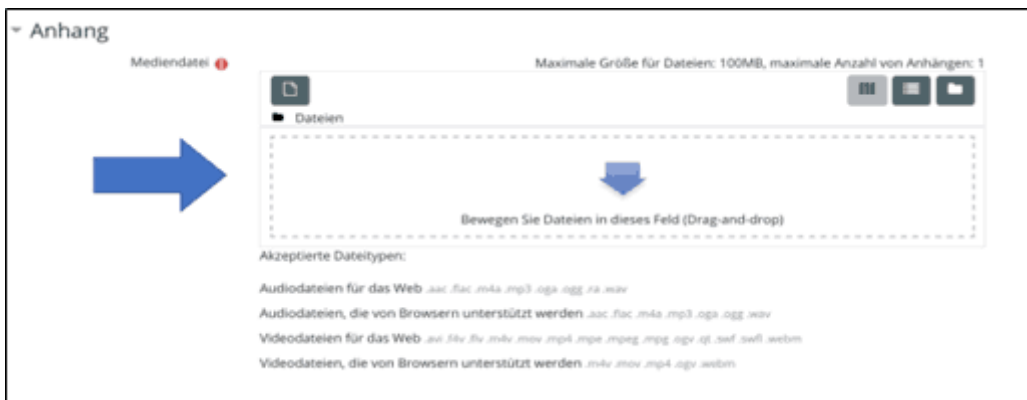 Anhang
Mediendatei
Maximale Größe für Dateien: 100MB, maximale Anzahl von Anhängen: 1
Dateien
Bewegen Sie Dateien in dieses Feld (Drag-and-drop)
Akzeptierte Dateitypen:
Audiodateien für das Web .aac .flac .m4a .mp3 .oga .ogg .ra .wav
Audiodateien, die von Browsern unterstützt werden .aac .flac .m4a .mp3 .oga .ogg .wav
Videodateien für das Web .avi .f4v .flv .m4v .mov .mp4 .mpe .mpeg .mpg .ogv .qt .swf .swfl .webm
Videodateien, die von Browsern unterstützt werden .m4v .mov .mp4 .ogv .webm